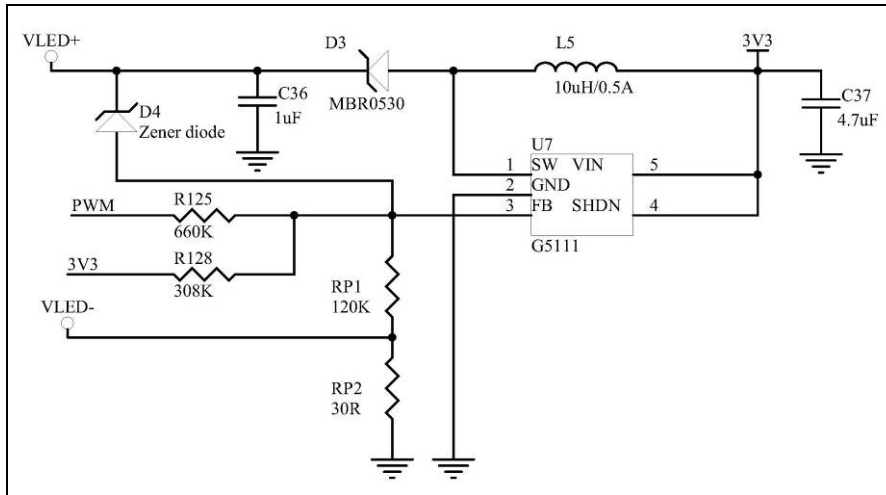 VLED+
D3
L5
3V3
C36
1uF
MBR0530
10uH/0.5A
C37
4.7uF
D4
Zener diode
U7
1 SW VIN 5
2 GND
3 FB SHDN 4
G5111
PWM
R125
660K
3V3
R128
308K
VLED-
RP1
120K
RP2
30R